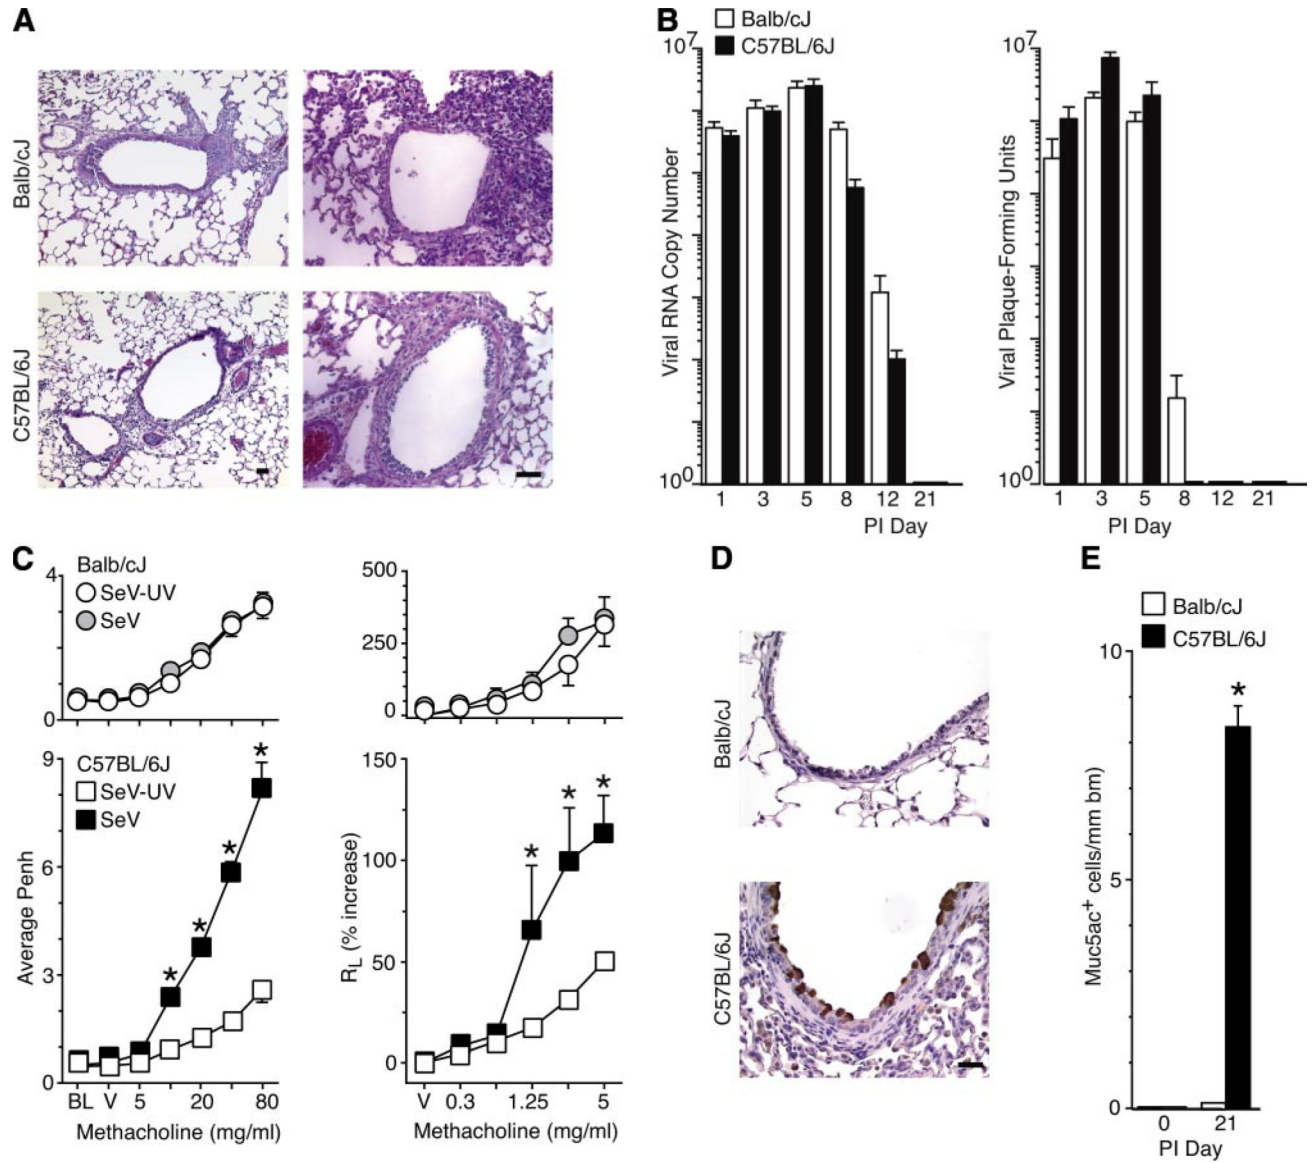 A
Balb/cJ
C57BL/6J
B
Balb/cJ
C57BL/6J
10^7
Viral RNA Copy Number
10^0
1 3 5 8 12 21
PI Day
10^7
Viral Plaque-Forming Units
10^0
1 3 5 8 12 21
PI Day
C
Balb/cJ
SeV-UV
SeV
4
0
500
250
0
C57BL/6J
SeV-UV
SeV
9
6
3
0
Average Penh
* * * *
BL V 5 20 80
Methacholine (mg/ml)
150
100
50
0
R_L (% increase)
* * *
V 0.3 1.25 5
Methacholine (mg/ml)
D
Balb/cJ
C57BL/6J
E
Balb/cJ
C57BL/6J
10
5
0
Muc5ac+ cells/mm bm
*
0 21
PI Day